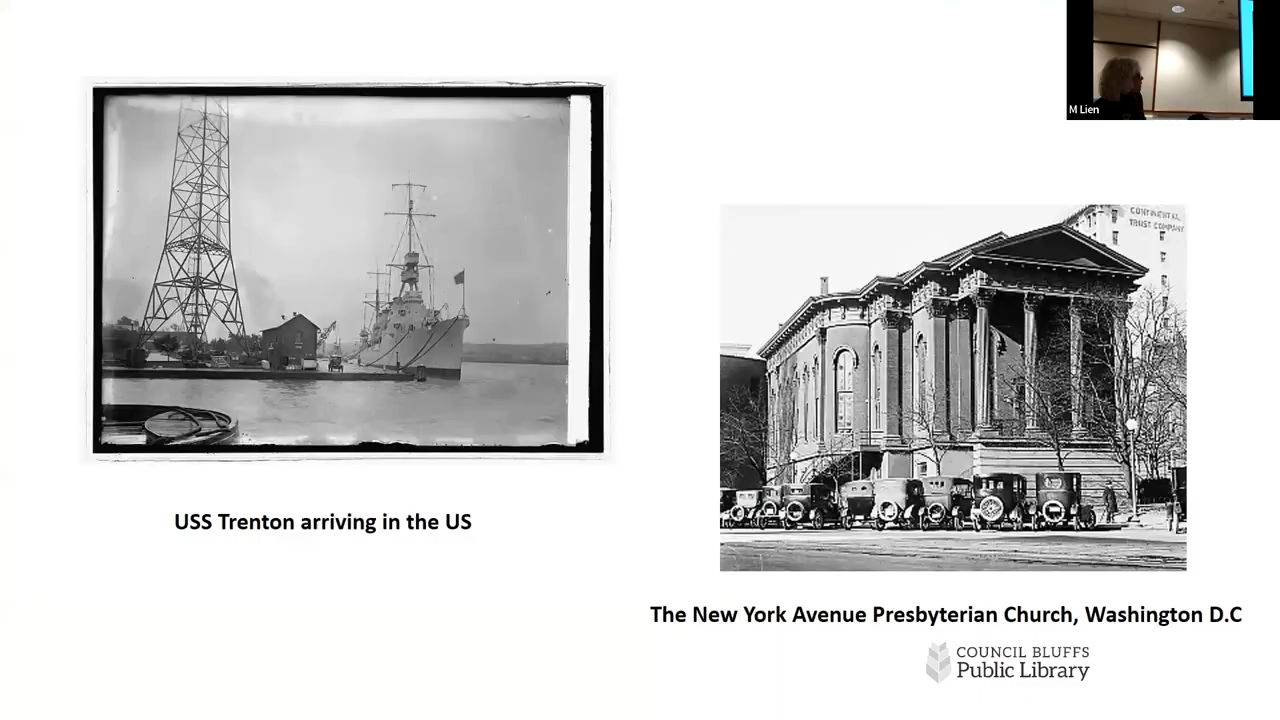 M Lien
CONTINENTAL
TRUST COMPANY
USS Trenton arriving in the US
The New York Avenue Presbyterian Church, Washington D.C
COUNCIL BLUFFS
Public Library